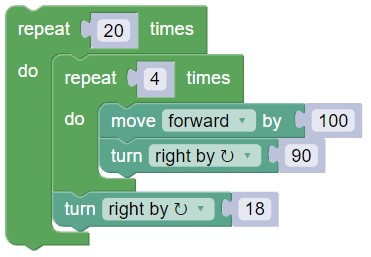 repeat 20 times
do repeat 4 times
do move forward by 100
turn right by ↻ 90
turn right by ↻ 18